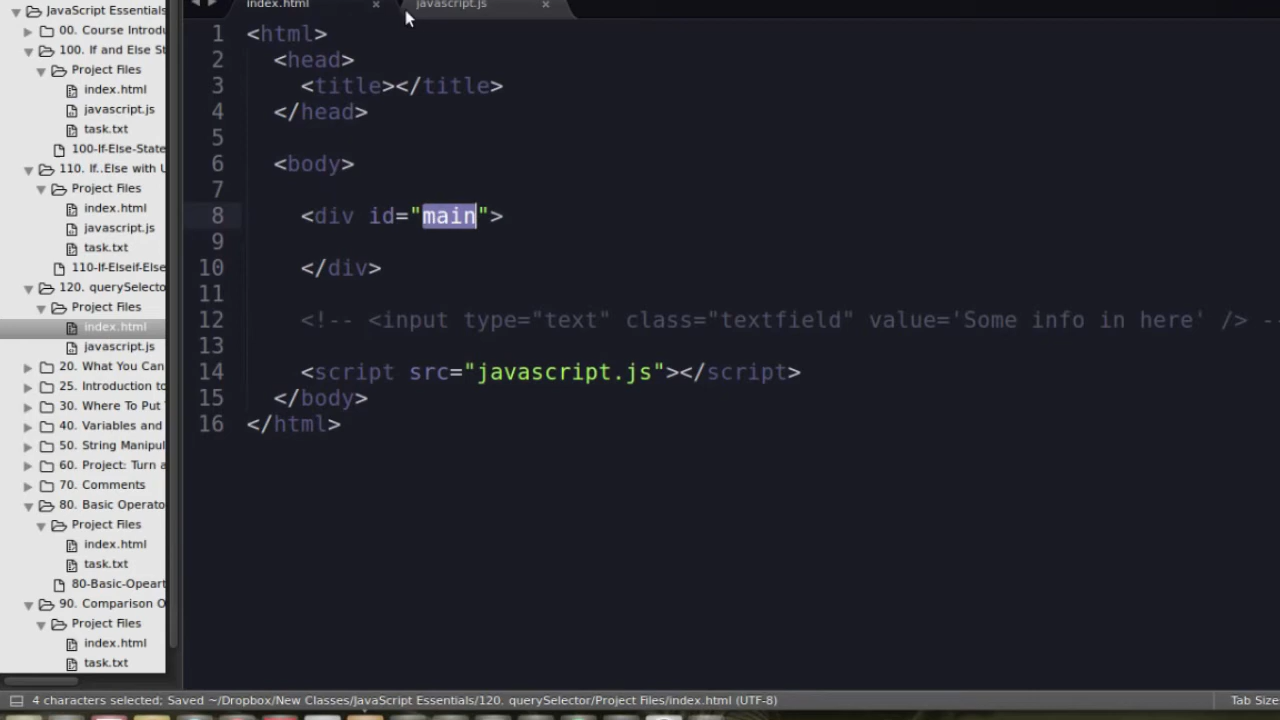 index.html
javascript.js
JavaScript Essentials
00. Course Introdu
100. If and Else Sta
Project Files
index.html
javascript.js
task.txt
100-If-Else-State
110. If..Else with U
Project Files
index.html
javascript.js
task.txt
110-If-Elseif-Else
120. querySelecto
Project Files
index.html
javascript.js
20. What You Can
25. Introduction to
30. Where To Put
40. Variables and
50. String Manipul
60. Project: Turn a
70. Comments
80. Basic Operato
Project Files
index.html
task.txt
80-Basic-Opeart
90. Comparison O
Project Files
index.html
task.txt
1 <html>
2 <head>
3 <title></title>
4 </head>
5
6 <body>
7
8 <div id="main">
9
10 </div>
11
12 <!-- <input type="text" class="textfield" value='Some info in here' /> -
13
14 <script src="javascript.js"></script>
15 </body>
16 </html>
4 characters selected; Saved ~/Dropbox/New Classes/JavaScript Essentials/120. querySelector/Project Files/index.html (UTF-8)
Tab Size